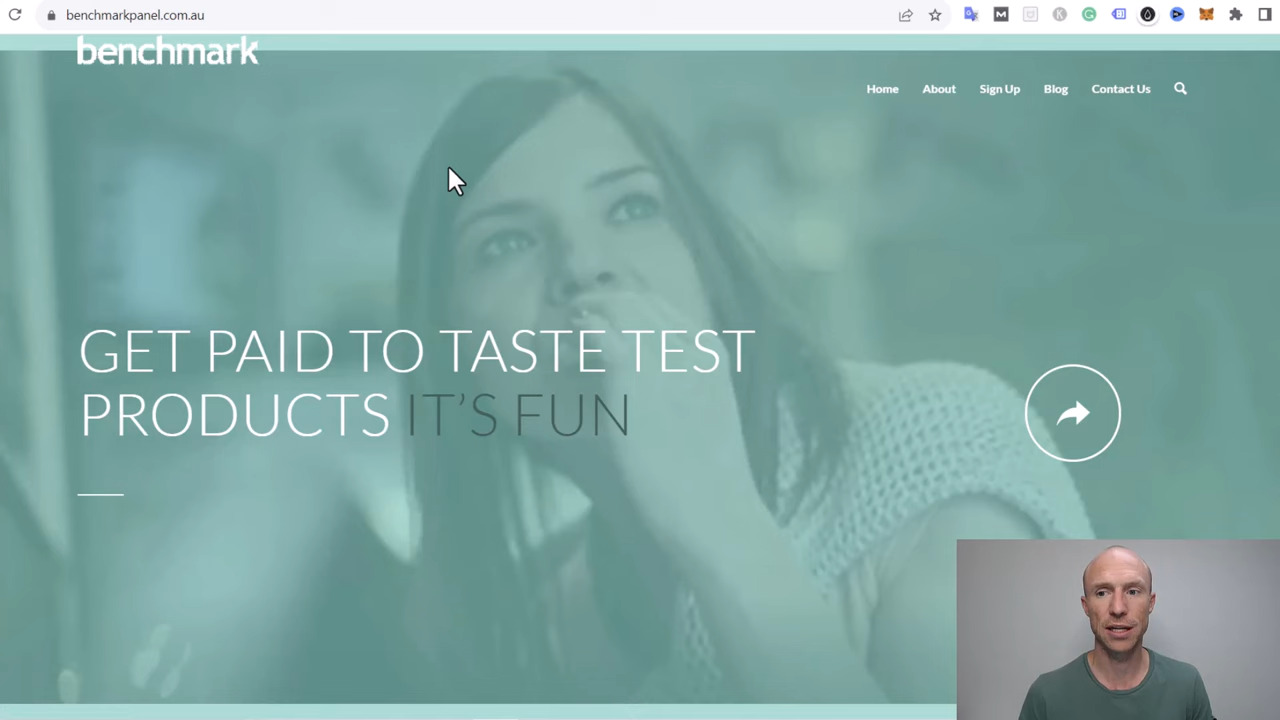 benchmarkpanel.com.au
benchmark
Home About Sign Up Blog Contact Us
GET PAID TO TASTE TEST
PRODUCTS IT'S FUN